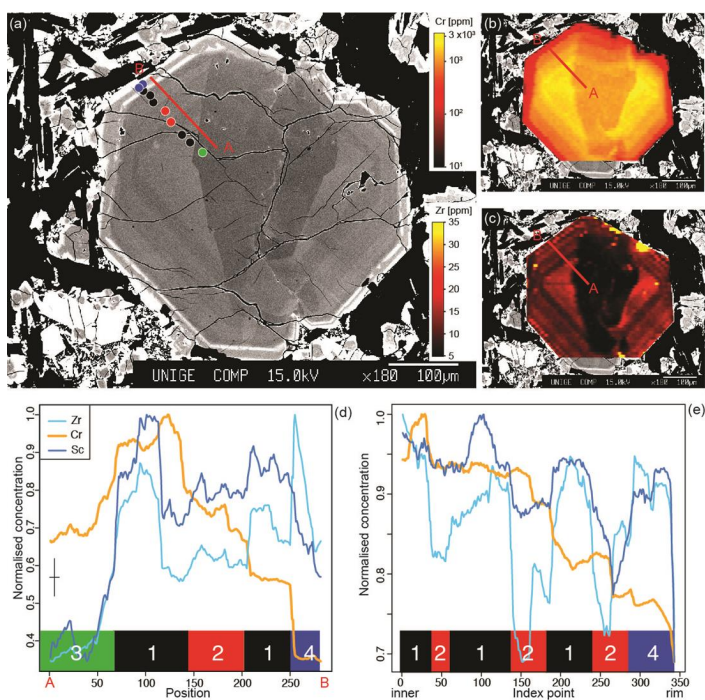 (a)
Cr [ppm]
3 x10³
10³
10²
10¹
B
A
Zr [ppm]
35
30
25
20
15
10
5
UNIGE COMP 15.0kV ×180 100µm
(b)
B
A
UNIGE COMP 15.0kV ×180 100µm
(c)
B
A
UNIGE COMP 15.0kV ×180 100µm
(d)
Zr
Cr
Sc
Normalised concentration
1.0
0.9
0.8
0.7
0.6
0.5
0.4
3 1 2 1 4
0 50 100 150 200 250
A Position B
(e)
Normalised concentration
1.0
0.9
0.8
0.7
1 2 1 2 1 2 4
0 50 100 150 200 250 300 350
inner Index point rim